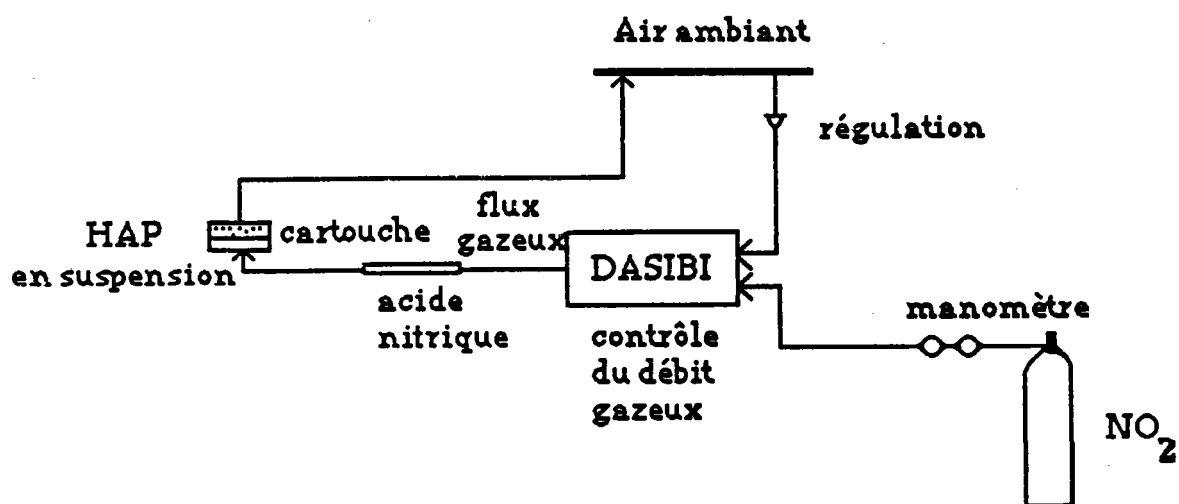 Air ambiant
régulation
flux
gazeux
HAP
en suspension
cartouche
DASIBI
acide
nitrique
contrôle
du débit
gazeux
manomètre
NO2